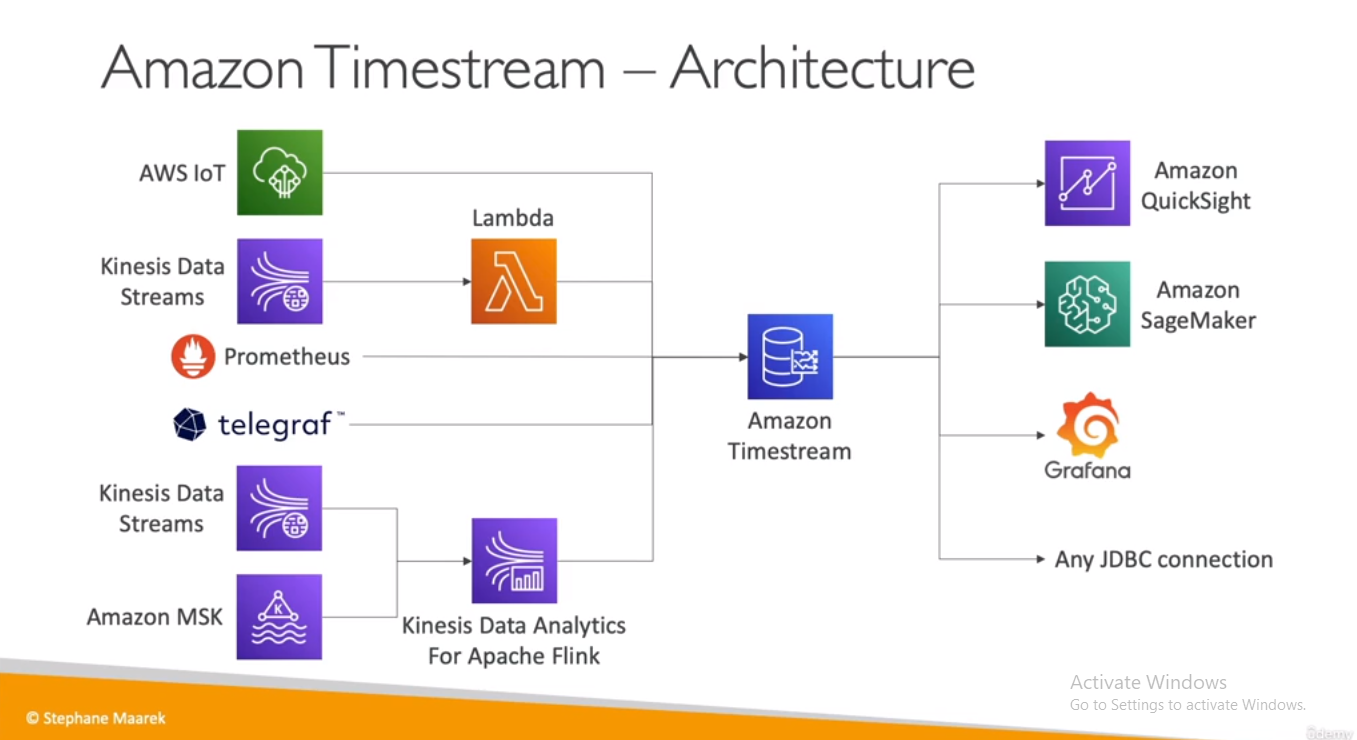 Amazon Timestream – Architecture
AWS IoT
Lambda
Kinesis Data
Streams
Prometheus
telegraf™
Kinesis Data
Streams
Amazon MSK
Kinesis Data Analytics
For Apache Flink
Amazon
Timestream
Amazon
QuickSight
Amazon
SageMaker
Grafana
Any JDBC connection
Activate Windows
Go to Settings to activate Windows.
© Stephane Maarek
ûdemy